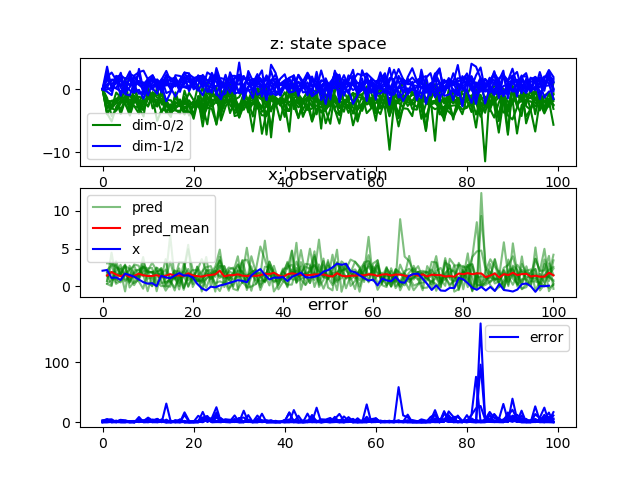 z: state space
0
−10
dim-0/2
dim-1/2
0 20 40 60 80 100
x: observation
10
5
0
pred
pred_mean
x
0 20 40 60 80 100
error
100
0
error
0 20 40 60 80 100